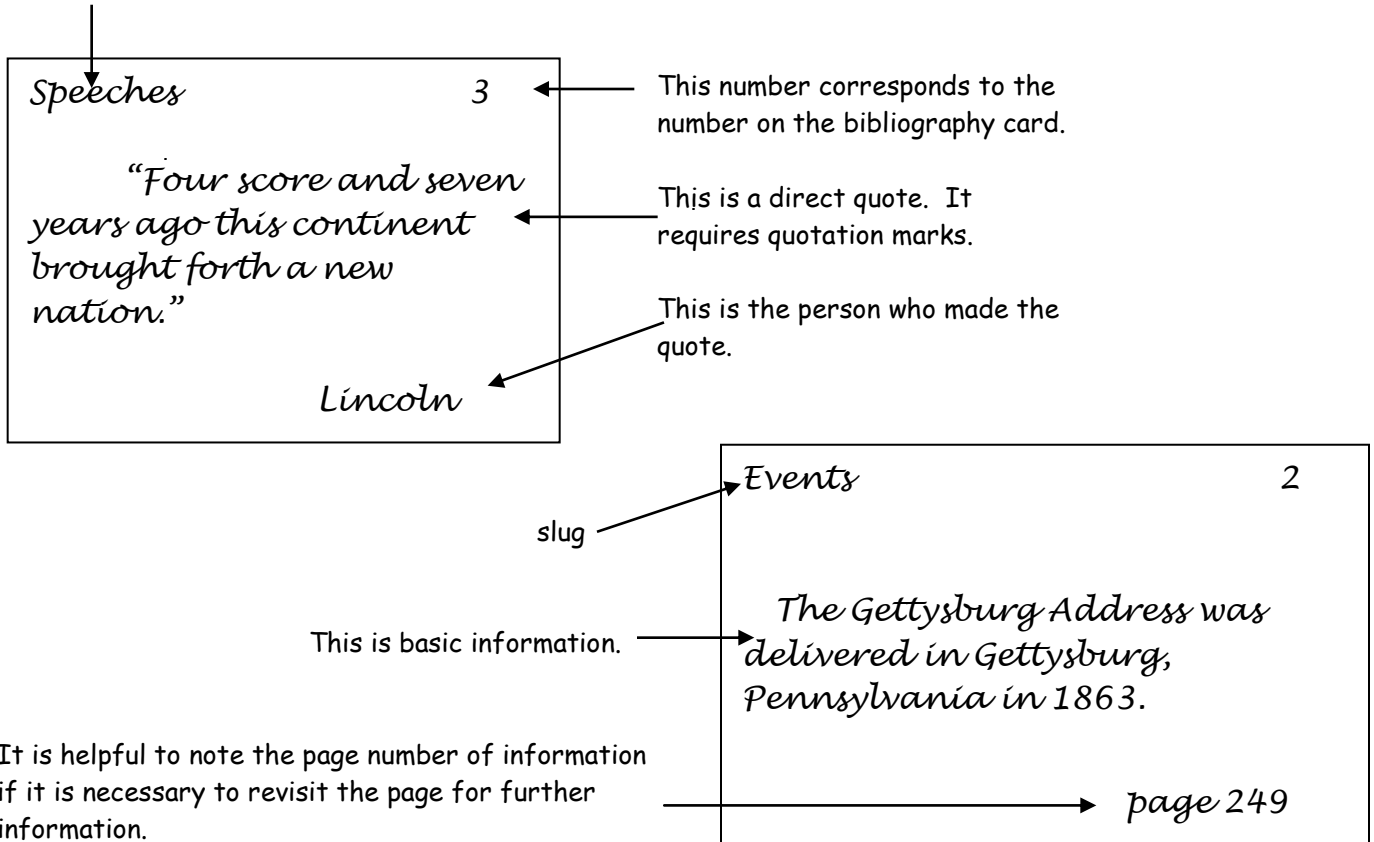 Speeches 3
This number corresponds to the
number on the bibliography card.
“Four score and seven
years ago this continent
brought forth a new
nation.”
This is a direct quote.  It
requires quotation marks.
This is the person who made the
quote.
Lincoln
Events 2
slug
The Gettysburg Address was
delivered in Gettysburg,
Pennsylvania in 1863.
This is basic information.
It is helpful to note the page number of information
if it is necessary to revisit the page for further
information.
page 249